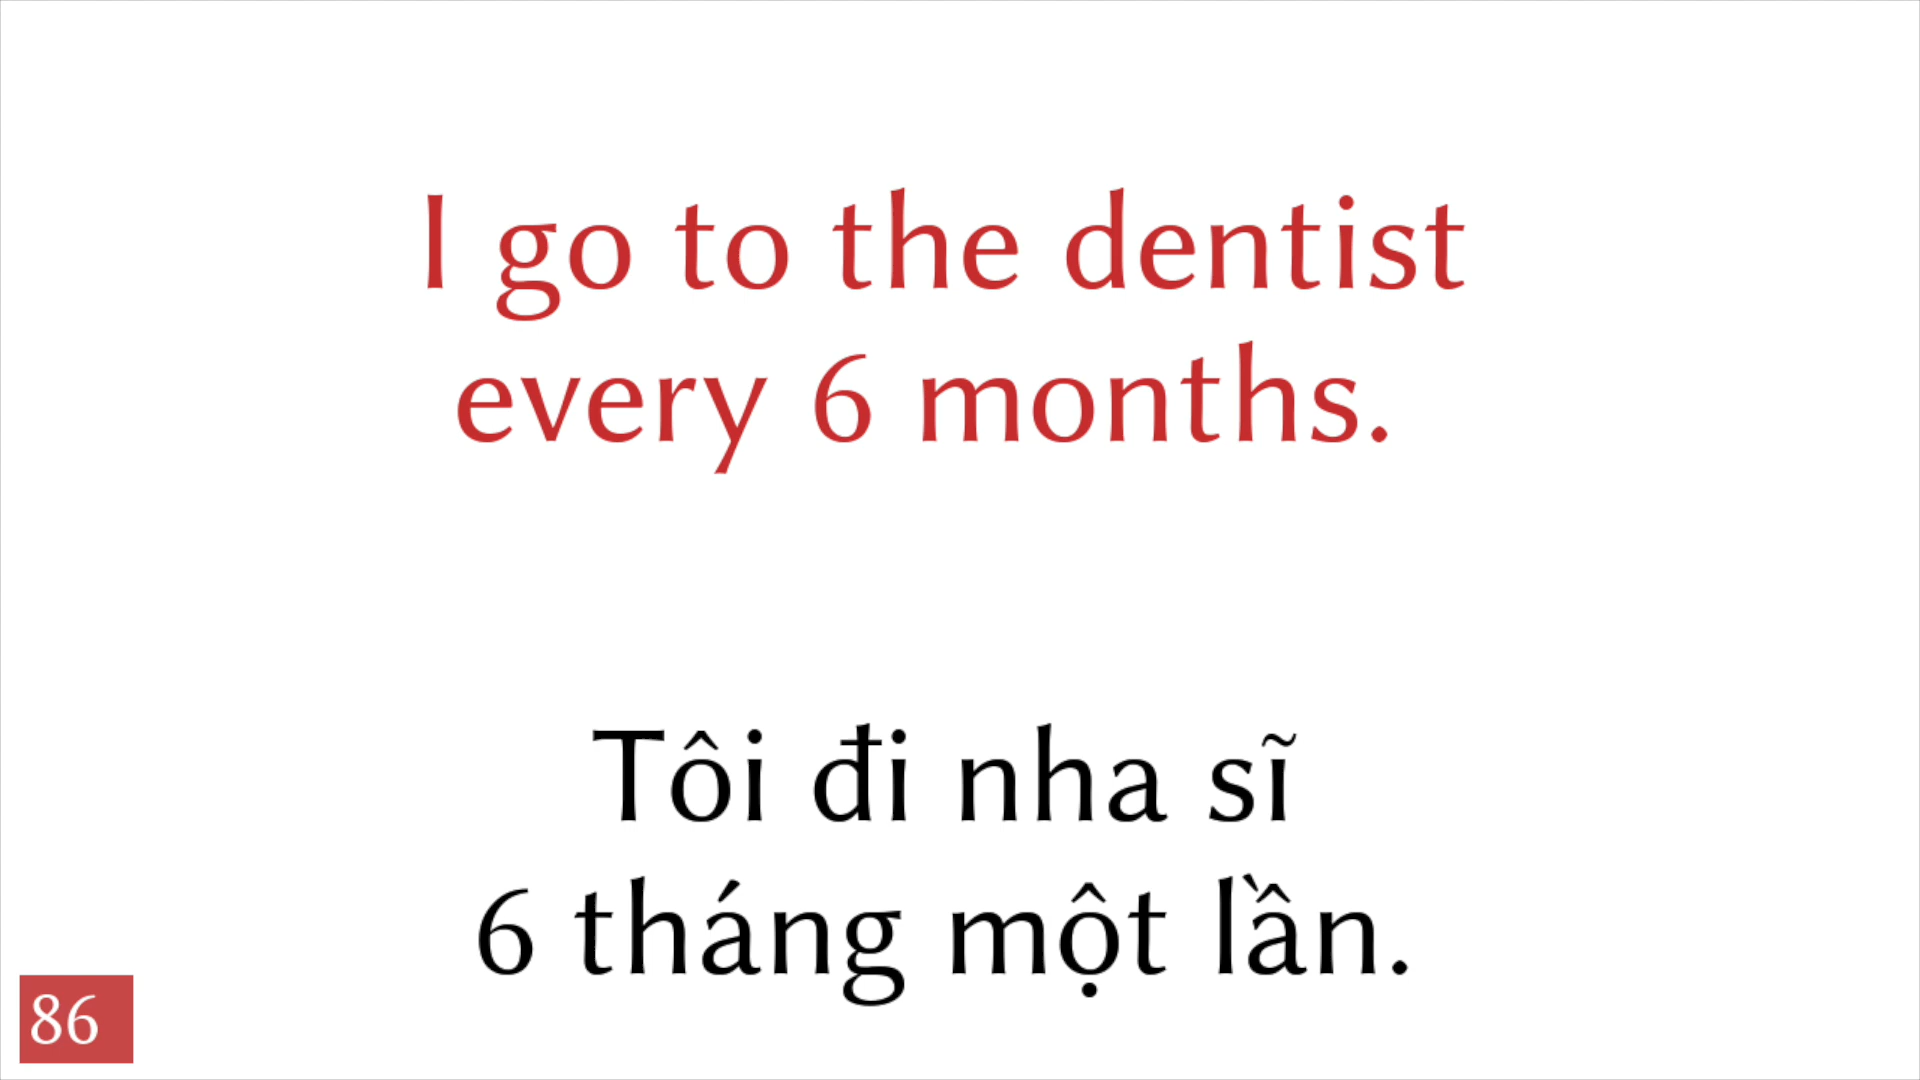 I go to the dentist
every 6 months.
Tôi đi nha sĩ
6 tháng một lần.
86